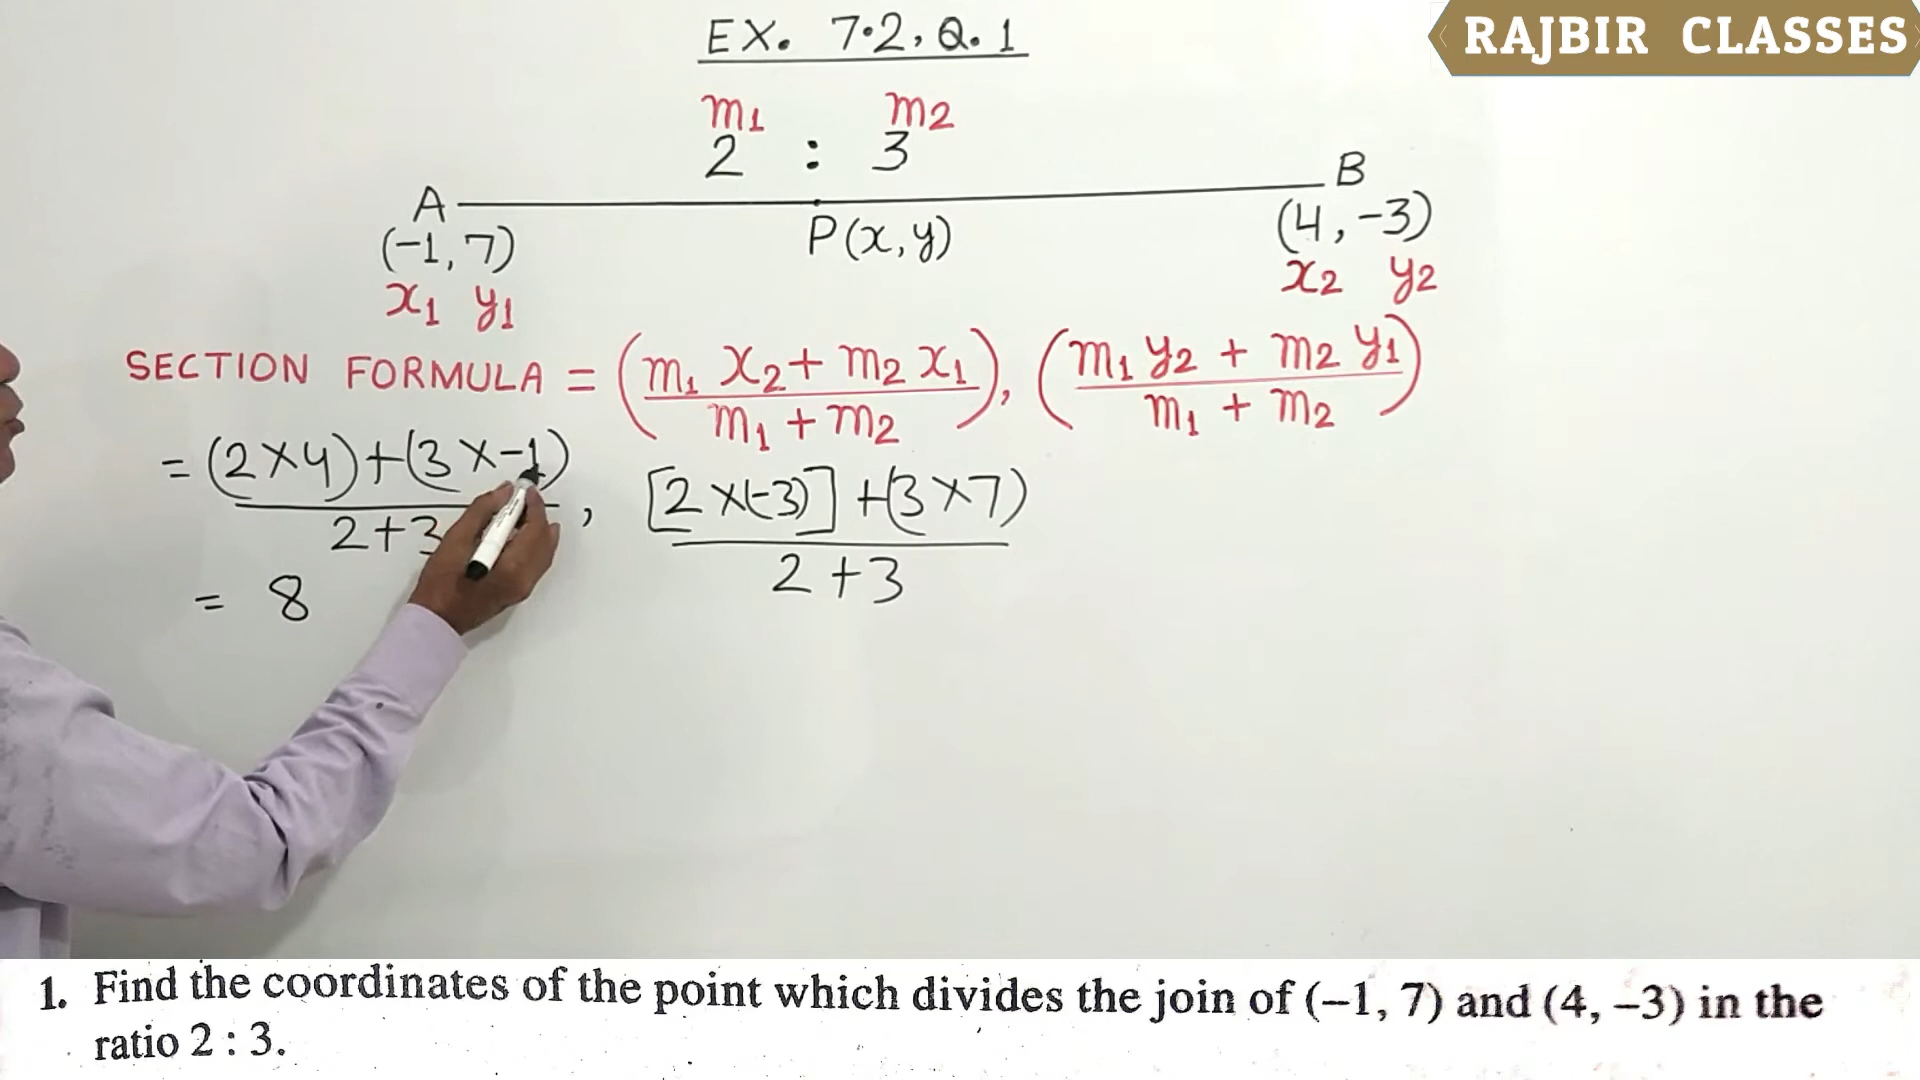 EX. 7.2, Q.1
RAJBIR CLASSES
m1 m2
2 : 3
A B
(-1, 7) P(x, y) (4, -3)
x1 y1 x2 y2
SECTION FORMULA = (m1 x2 + m2 x1 / m1 + m2), (m1 y2 + m2 y1 / m1 + m2)
= (2×4)+(3×-1) / 2+3, [2×(-3)]+(3×7) / 2+3
= 8
1. Find the coordinates of the point which divides the join of (–1, 7) and (4, –3) in the
ratio 2 : 3.